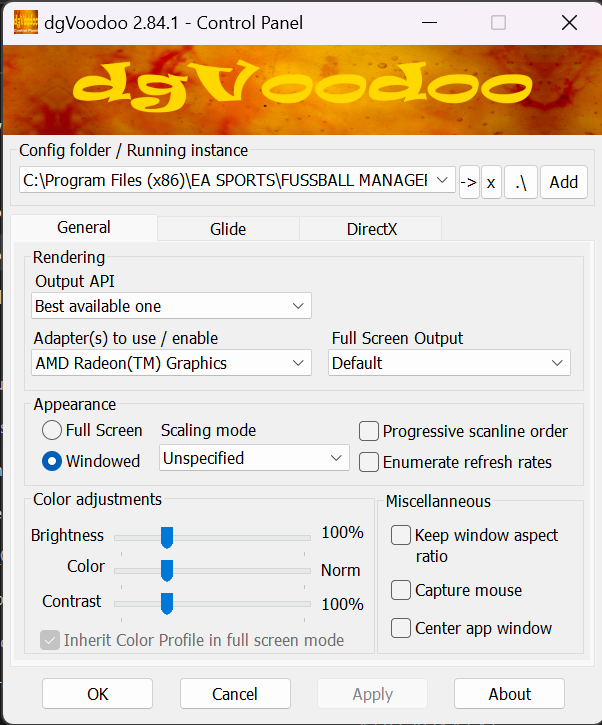 dgVoodoo 2.84.1 - Control Panel
dgVoodoo
Config folder / Running instance
C:\Program Files (x86)\EA SPORTS\FUSSBALL MANAGER
-> x .\ Add
General Glide DirectX
Rendering
Output API
Best available one
Adapter(s) to use / enable Full Screen Output
AMD Radeon(TM) Graphics Default
Appearance
Full Screen Scaling mode Progressive scanline order
Windowed Unspecified Enumerate refresh rates
Color adjustments Miscellaneous
Brightness 100% Keep window aspect
ratio
Color Norm
Capture mouse
Contrast 100%
Center app window
Inherit Color Profile in full screen mode
OK Cancel Apply About